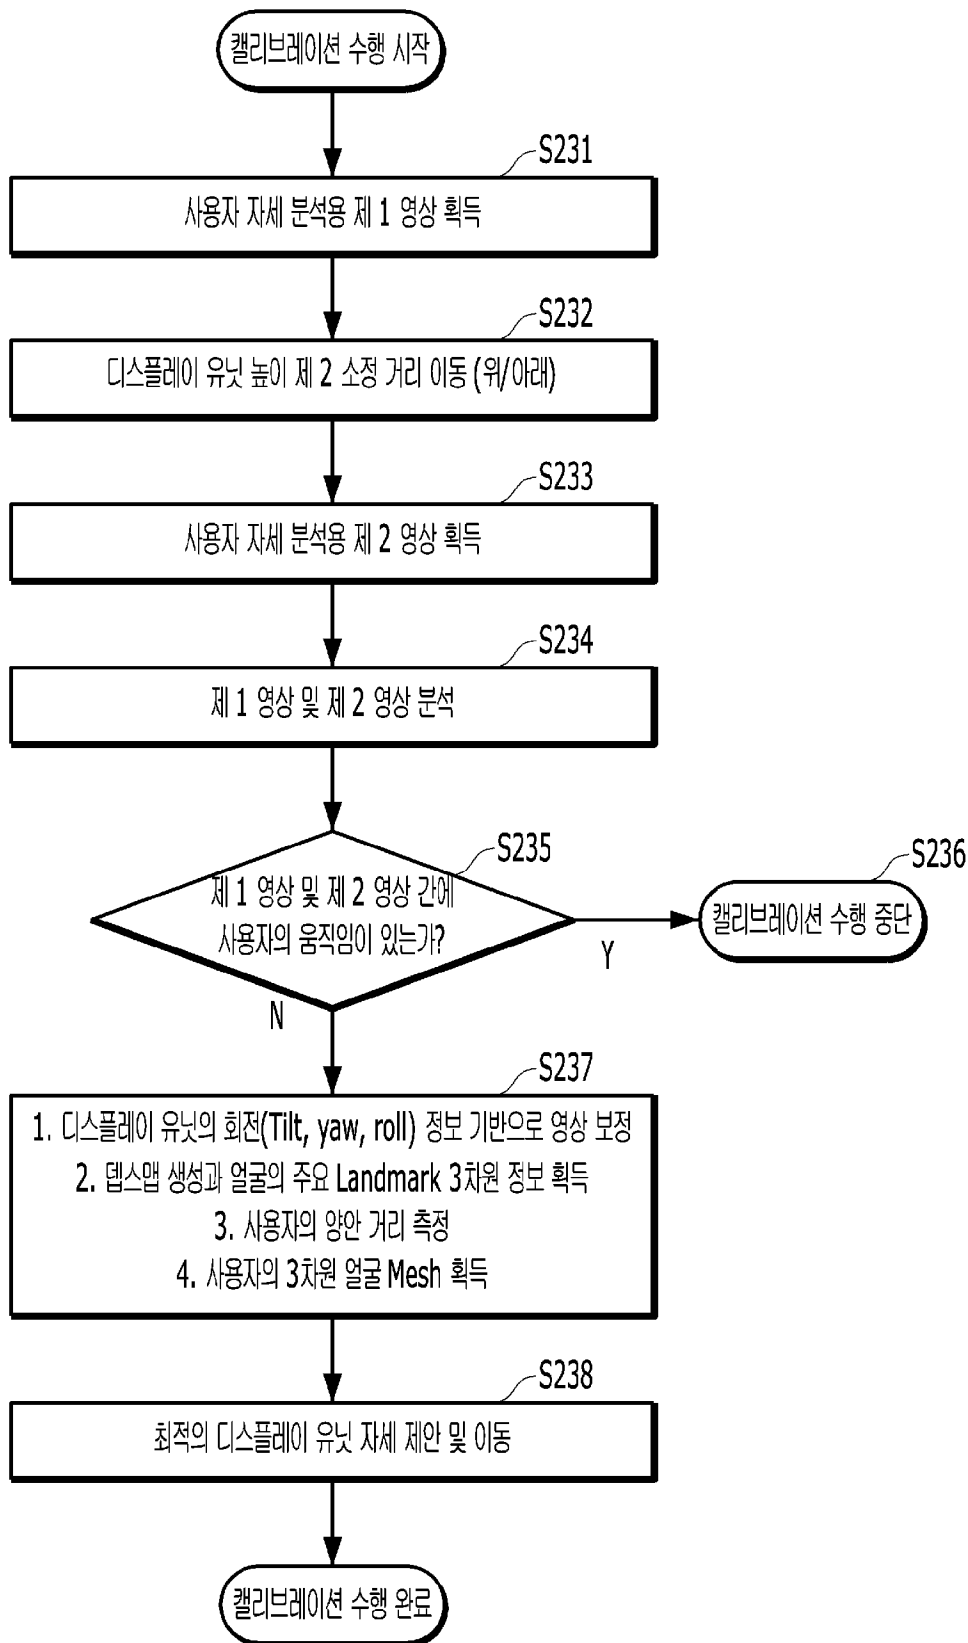 캘리브레이션 수행 시작
S231
사용자 자세 분석용 제 1 영상 획득
S232
디스플레이 유닛 높이 제 2 소정 거리 이동 (위/아래)
S233
사용자 자세 분석용 제 2 영상 획득
S234
제 1 영상 및 제 2 영상 분석
S235
제 1 영상 및 제 2 영상 간에
사용자의 움직임이 있는가?
Y
S236
캘리브레이션 수행 중단
N
S237
1. 디스플레이 유닛의 회전(Tilt, yaw, roll) 정보 기반으로 영상 보정
2. 뎁스맵 생성과 얼굴의 주요 Landmark 3차원 정보 획득
3. 사용자의 양안 거리 측정
4. 사용자의 3차원 얼굴 Mesh 획득
S238
최적의 디스플레이 유닛 자세 제안 및 이동
캘리브레이션 수행 완료